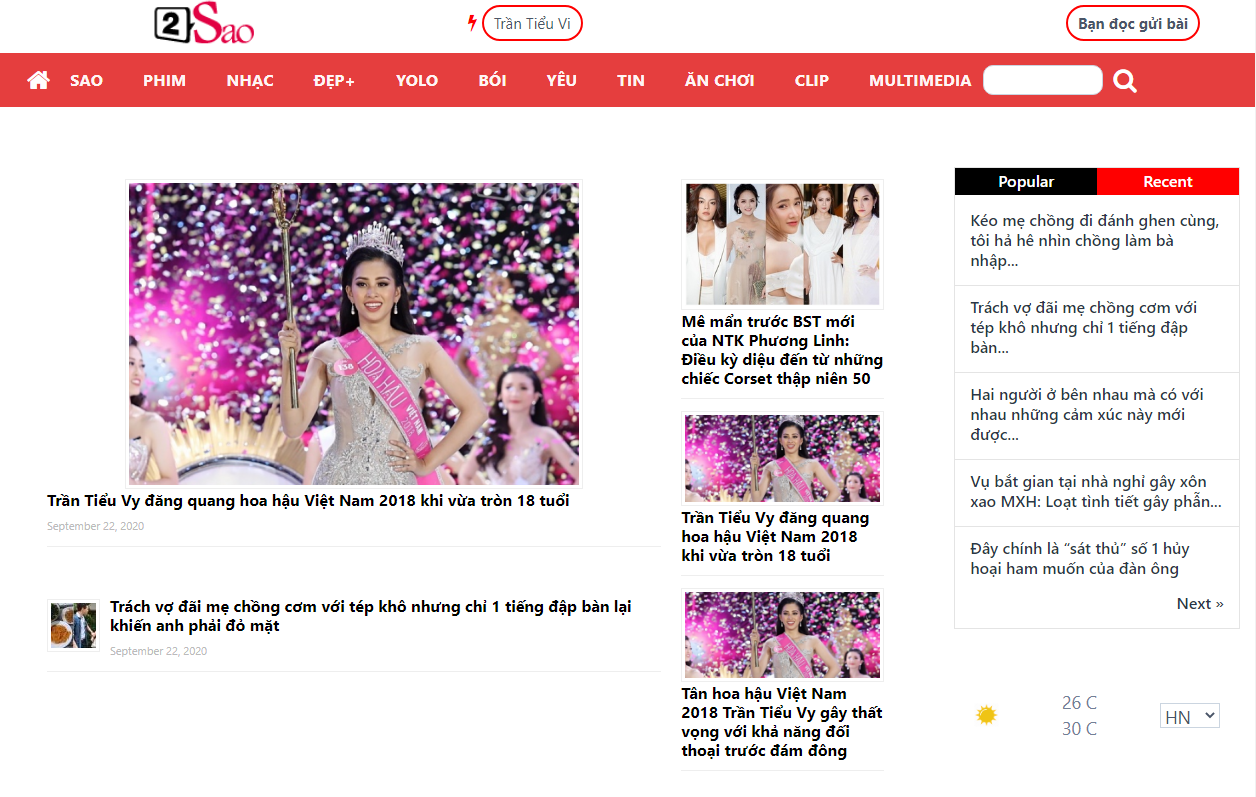 2 Sao
Trần Tiểu Vi
Bạn đọc gửi bài
SAO PHIM NHẠC ĐẸP+ YOLO BÓI YÊU TIN ĂN CHƠI CLIP MULTIMEDIA
138
HOA HẬU
VIỆT NAM
Trần Tiểu Vy đăng quang hoa hậu Việt Nam 2018 khi vừa tròn 18 tuổi
September 22, 2020
Trách vợ đãi mẹ chồng cơm với tép khô nhưng chỉ 1 tiếng đập bàn lại
khiến anh phải đỏ mặt
September 22, 2020
Mê mẩn trước BST mới
của NTK Phương Linh:
Điều kỳ diệu đến từ những
chiếc Corset thập niên 50
Trần Tiểu Vy đăng quang
hoa hậu Việt Nam 2018
khi vừa tròn 18 tuổi
Tân hoa hậu Việt Nam
2018 Trần Tiểu Vy gây thất
vọng với khả năng đối
thoại trước đám đông
Popular Recent
Kéo mẹ chồng đi đánh ghen cùng,
tôi hả hê nhìn chồng làm bà
nhập...
Trách vợ đãi mẹ chồng cơm với
tép khô nhưng chỉ 1 tiếng đập
bàn...
Hai người ở bên nhau mà có với
nhau những cảm xúc này mới
được...
Vụ bắt gian tại nhà nghỉ gây xôn
xao MXH: Loạt tình tiết gây phẫn...
Đây chính là “sát thủ” số 1 hủy
hoại ham muốn của đàn ông
Next »
26 C
30 C
HN